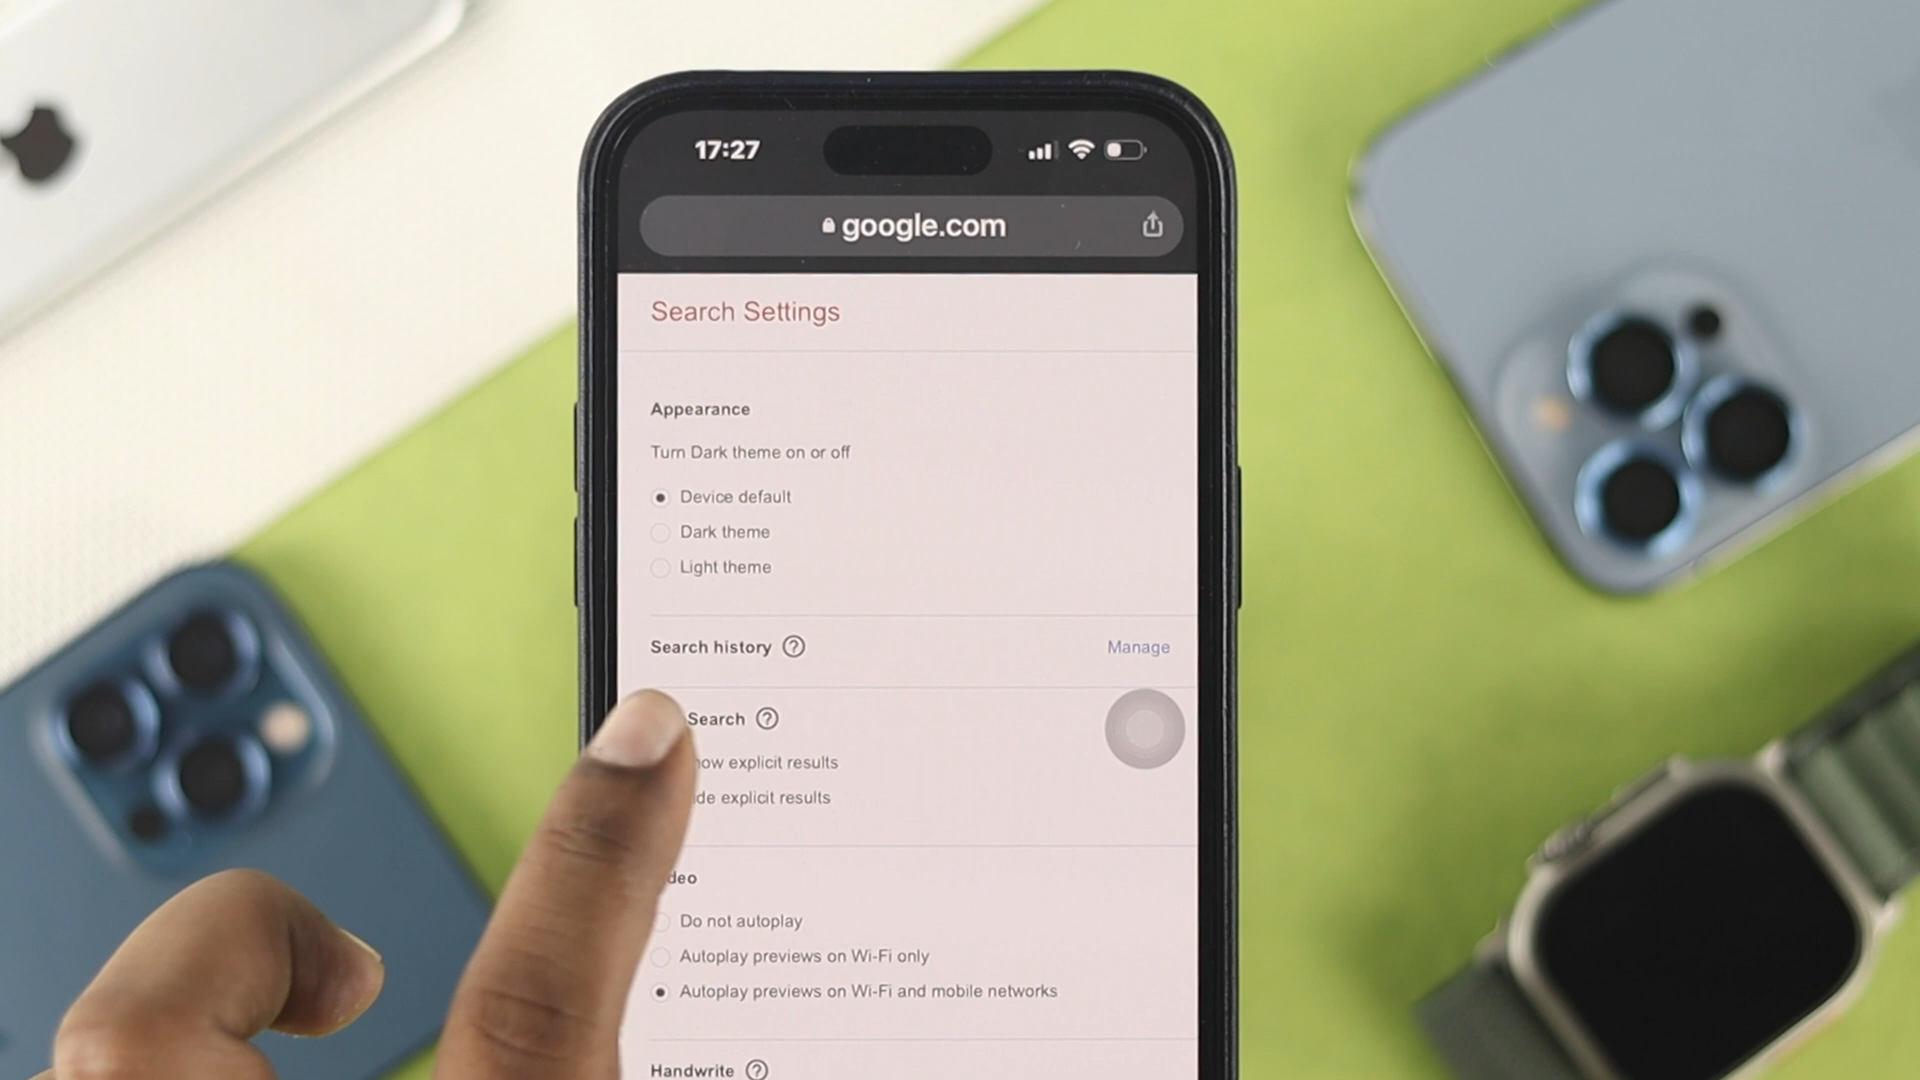 17:27
google.com
Search Settings
Appearance
Turn Dark theme on or off
Device default
Dark theme
Light theme
Search history
Manage
Search
explicit results
explicit results
Do not autoplay
Autoplay previews on Wi-Fi only
Autoplay previews on Wi-Fi and mobile networks
Handwrite